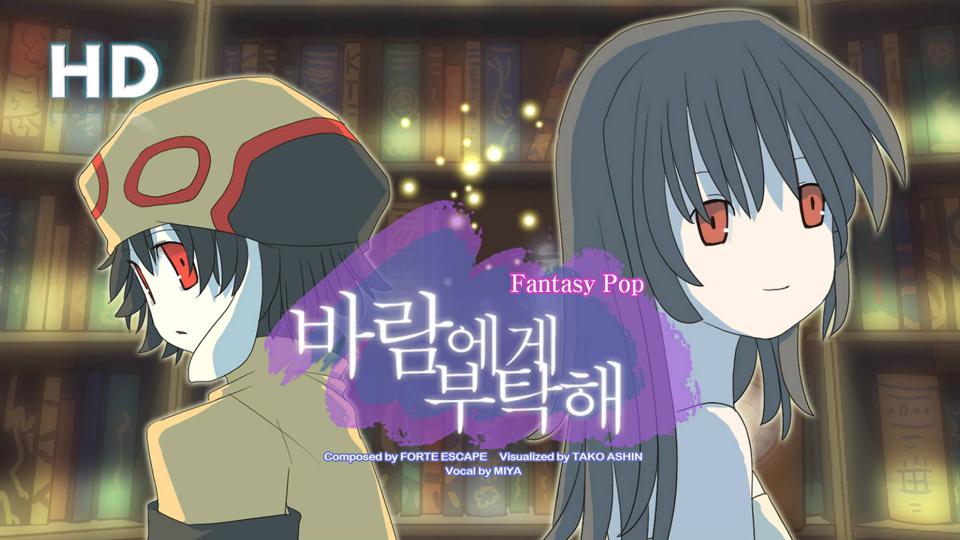 HD
Fantasy Pop
바람에게
부탁해
Composed by FORTE ESCAPE Visualized by TAKO ASHIN
Vocal by MIYA